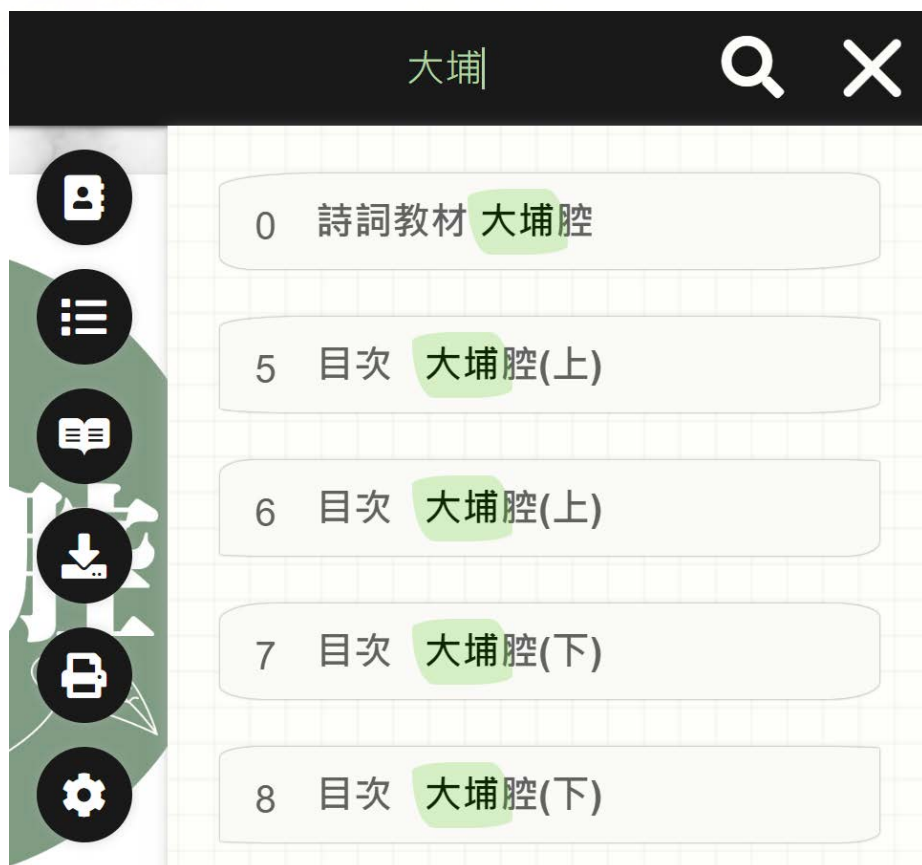 大埔
0 詩詞教材 大埔腔
5 目次 大埔腔(上)
6 目次 大埔腔(上)
7 目次 大埔腔(下)
8 目次 大埔腔(下)
腔